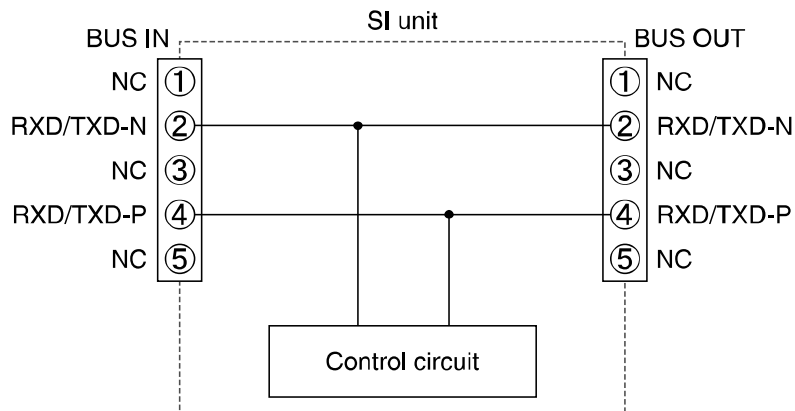 SI unit
BUS IN
BUS OUT
NC ① ① NC
RXD/TXD-N ② ② RXD/TXD-N
NC ③ ③ NC
RXD/TXD-P ④ ④ RXD/TXD-P
NC ⑤ ⑤ NC
Control circuit